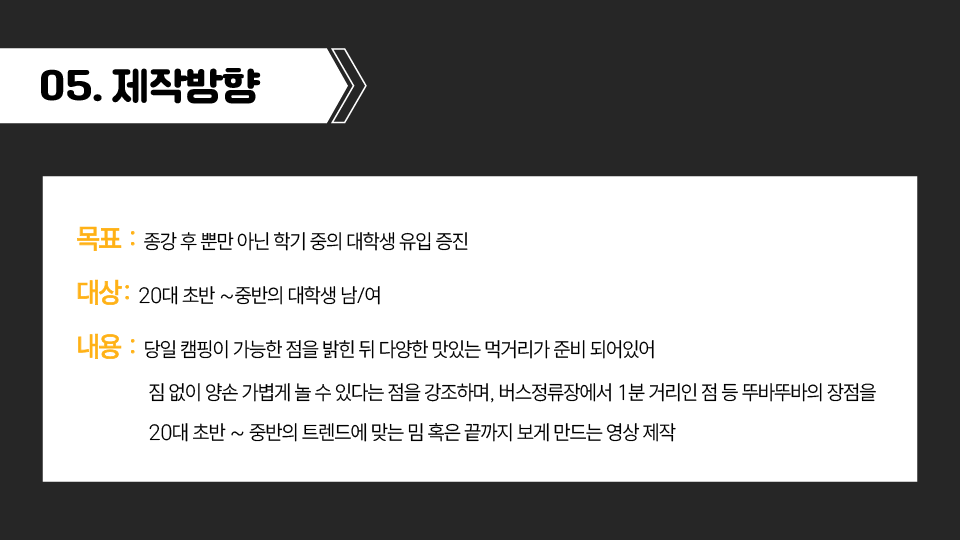 05. 제작방향
목표 : 종강 후 뿐만 아닌 학기 중의 대학생 유입 증진
대상 : 20대 초반 ~중반의 대학생 남/여
내용 : 당일 캠핑이 가능한 점을 밝힌 뒤 다양한 맛있는 먹거리가 준비 되어있어
짐 없이 양손 가볍게 놀 수 있다는 점을 강조하며, 버스정류장에서 1분 거리인 점 등 뚜바뚜바의 장점을
20대 초반 ~ 중반의 트렌드에 맞는 밈 혹은 끝까지 보게 만드는 영상 제작